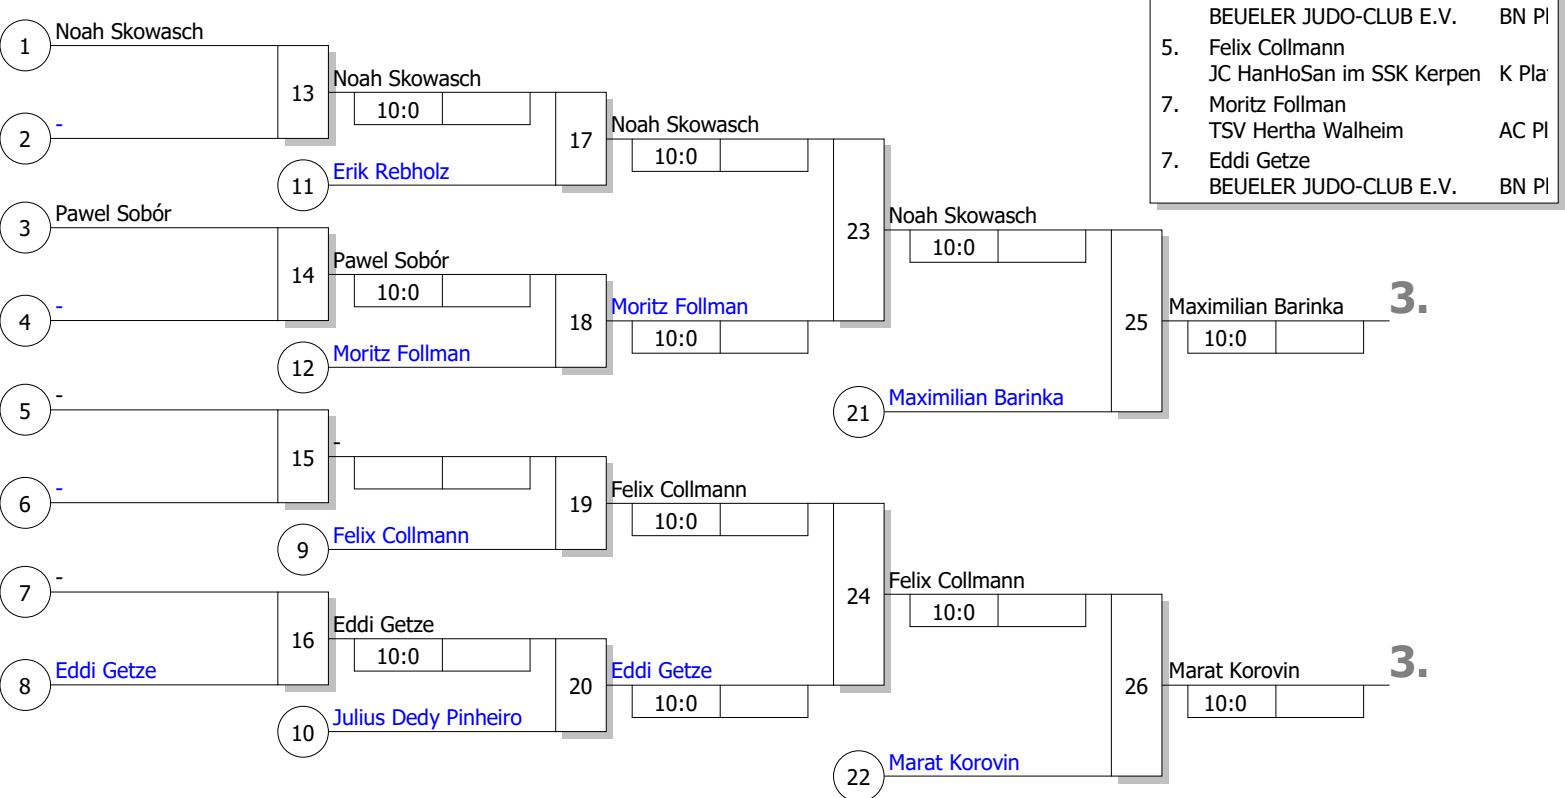 BEUELER JUDO-CLUB E.V. BN
5. Felix Collmann
JC HanHoSan im SSK Kerpen K
7. Moritz Follman
TSV Hertha Walheim AC
7. Eddi Getze
BEUELER JUDO-CLUB E.V. BN
1 Noah Skowasch
2 -
13 Noah Skowasch
10:0
11 Erik Rebholz
17 Noah Skowasch
10:0
3 Pawel Sobór
4 -
14 Pawel Sobór
10:0
12 Moritz Follman
18 Moritz Follman
10:0
23 Noah Skowasch
10:0
21 Maximilian Barinka
25 Maximilian Barinka 3.
10:0
5 -
6 -
15 -
9 Felix Collmann
19 Felix Collmann
10:0
7 -
8 Eddi Getze
16 Eddi Getze
10:0
10 Julius Dedy Pinheiro
20 Eddi Getze
10:0
24 Felix Collmann
10:0
22 Marat Korovin
26 Marat Korovin 3.
10:0